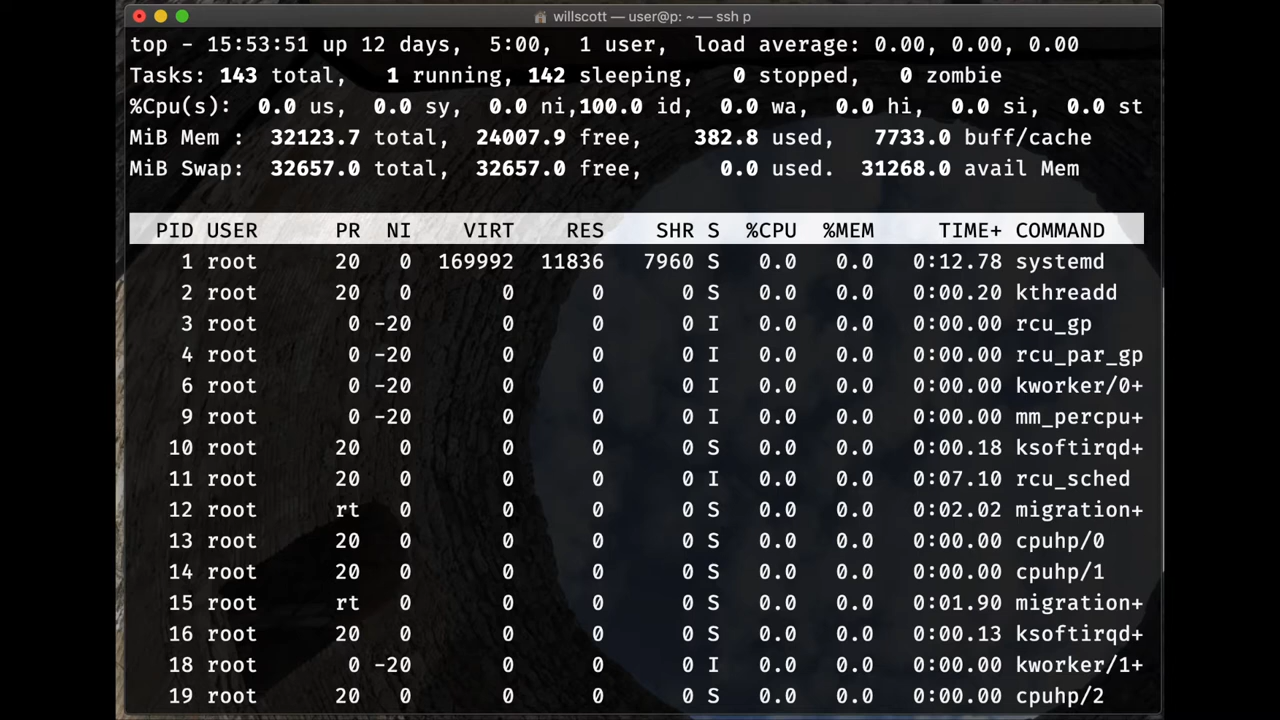 willscott — user@p: ~ — ssh p
top - 15:53:51 up 12 days,  5:00,  1 user,  load average: 0.00, 0.00, 0.00
Tasks: 143 total,   1 running, 142 sleeping,   0 stopped,   0 zombie
%Cpu(s):  0.0 us,  0.0 sy,  0.0 ni,100.0 id,  0.0 wa,  0.0 hi,  0.0 si,  0.0 st
MiB Mem :  32123.7 total,  24007.9 free,    382.8 used,   7733.0 buff/cache
MiB Swap:  32657.0 total,  32657.0 free,      0.0 used.  31268.0 avail Mem
PID USER      PR  NI    VIRT    RES    SHR S  %CPU  %MEM     TIME+ COMMAND
1 root      20   0  169992  11836   7960 S   0.0   0.0   0:12.78 systemd
2 root      20   0       0      0      0 S   0.0   0.0   0:00.20 kthreadd
3 root       0 -20       0      0      0 I   0.0   0.0   0:00.00 rcu_gp
4 root       0 -20       0      0      0 I   0.0   0.0   0:00.00 rcu_par_gp
6 root       0 -20       0      0      0 I   0.0   0.0   0:00.00 kworker/0+
9 root       0 -20       0      0      0 I   0.0   0.0   0:00.00 mm_percpu+
10 root      20   0       0      0      0 S   0.0   0.0   0:00.18 ksoftirqd+
11 root      20   0       0      0      0 I   0.0   0.0   0:07.10 rcu_sched
12 root      rt   0       0      0      0 S   0.0   0.0   0:02.02 migration+
13 root      20   0       0      0      0 S   0.0   0.0   0:00.00 cpuhp/0
14 root      20   0       0      0      0 S   0.0   0.0   0:00.00 cpuhp/1
15 root      rt   0       0      0      0 S   0.0   0.0   0:01.90 migration+
16 root      20   0       0      0      0 S   0.0   0.0   0:00.13 ksoftirqd+
18 root       0 -20       0      0      0 I   0.0   0.0   0:00.00 kworker/1+
19 root      20   0       0      0      0 S   0.0   0.0   0:00.00 cpuhp/2